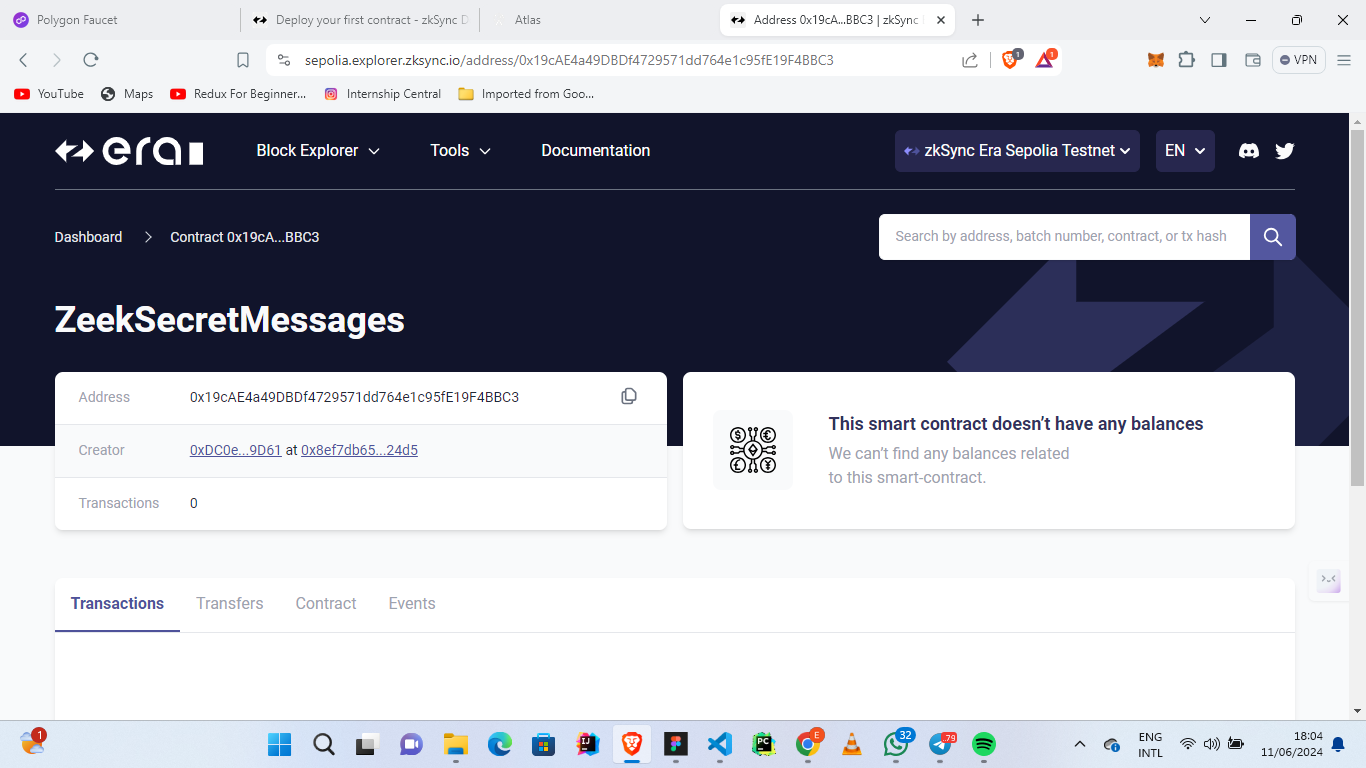 Polygon Faucet
Deploy your first contract - zkSync D
Atlas
Address 0x19cA...BBC3 | zkSync
sepolia.explorer.zksync.io/address/0x19cAE4a49DBDf4729571dd764e1c95fE19F4BBC3
1
1
VPN
YouTube
Maps
Redux For Beginner...
Internship Central
Imported from Goo...
era
Block Explorer
Tools
Documentation
zkSync Era Sepolia Testnet
EN
Dashboard
Contract 0x19cA...BBC3
Search by address, batch number, contract, or tx hash
ZeekSecretMessages
Address 0x19cAE4a49DBDf4729571dd764e1c95fE19F4BBC3
Creator 0xDC0e...9D61 at 0x8ef7db65...24d5
Transactions 0
This smart contract doesn’t have any balances
We can’t find any balances related
to this smart-contract.
Transactions Transfers Contract Events
1
IJ
PC
E
32
79
ENG
INTL
18:04
11/06/2024